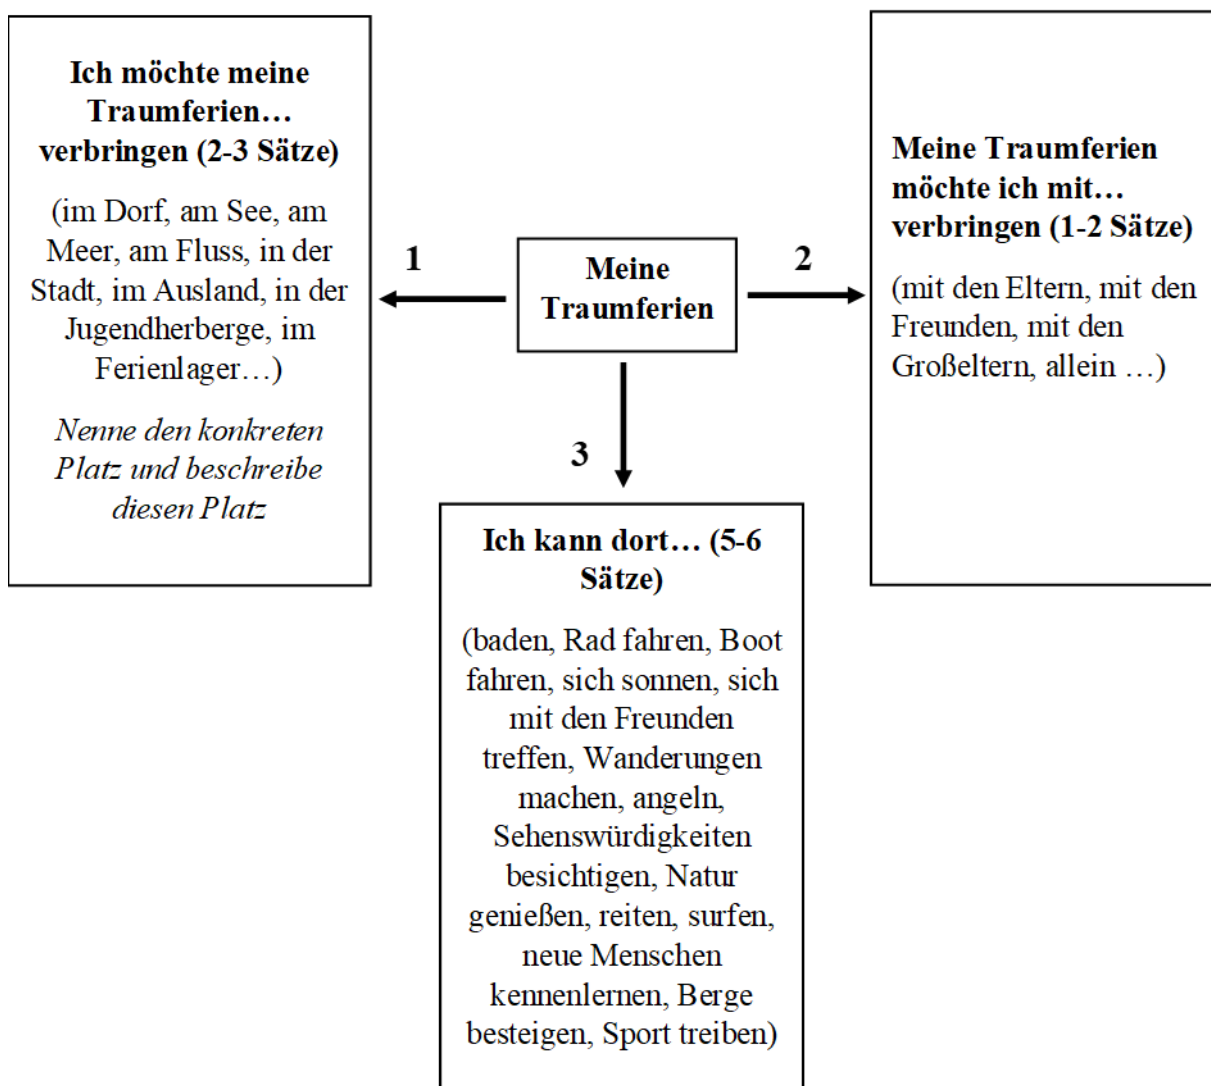 Ich möchte meine
Traumferien…
verbringen (2-3 Sätze)
(im Dorf, am See, am
Meer, am Fluss, in der
Stadt, im Ausland, in der
Jugendherberge, im
Ferienlager…)
Nenne den konkreten
Platz und beschreibe
diesen Platz
1
Meine
Traumferien
2
Meine Traumferien
möchte ich mit…
verbringen (1-2 Sätze)
(mit den Eltern, mit den
Freunden, mit den
Großeltern, allein …)
3
Ich kann dort… (5-6
Sätze)
(baden, Rad fahren, Boot
fahren, sich sonnen, sich
mit den Freunden
treffen, Wanderungen
machen, angeln,
Sehenswürdigkeiten
besichtigen, Natur
genießen, reiten, surfen,
neue Menschen
kennenlernen, Berge
besteigen, Sport treiben)